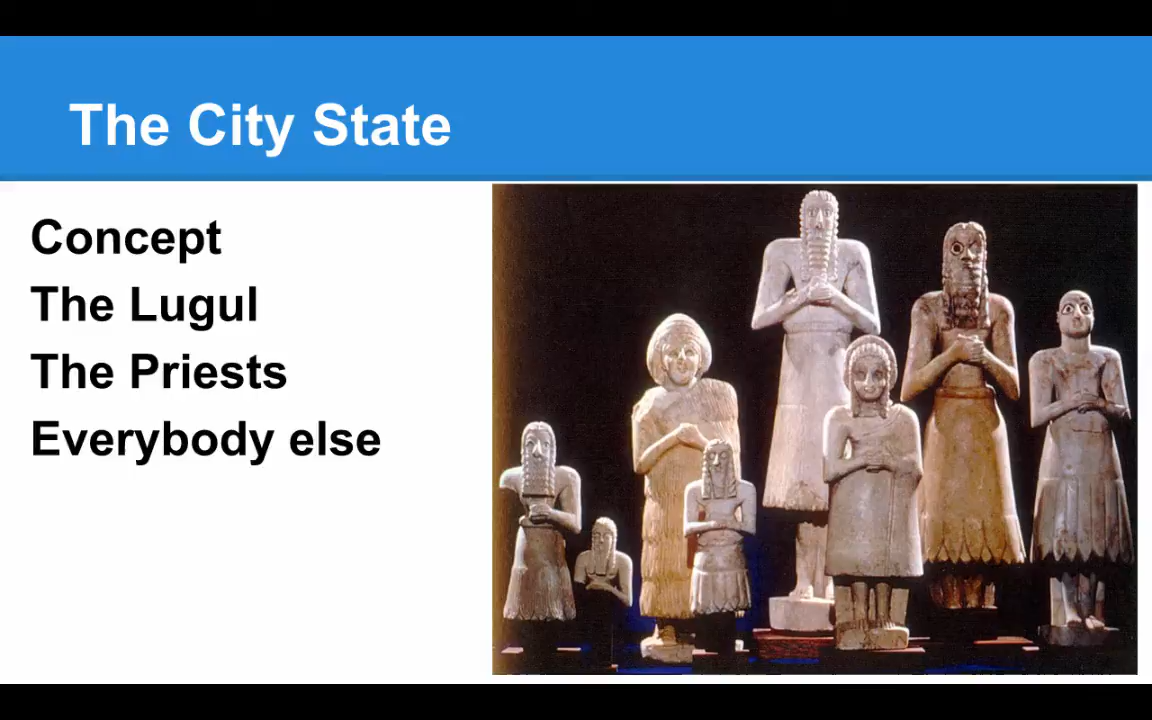 The City State
Concept
The Lugul
The Priests
Everybody else